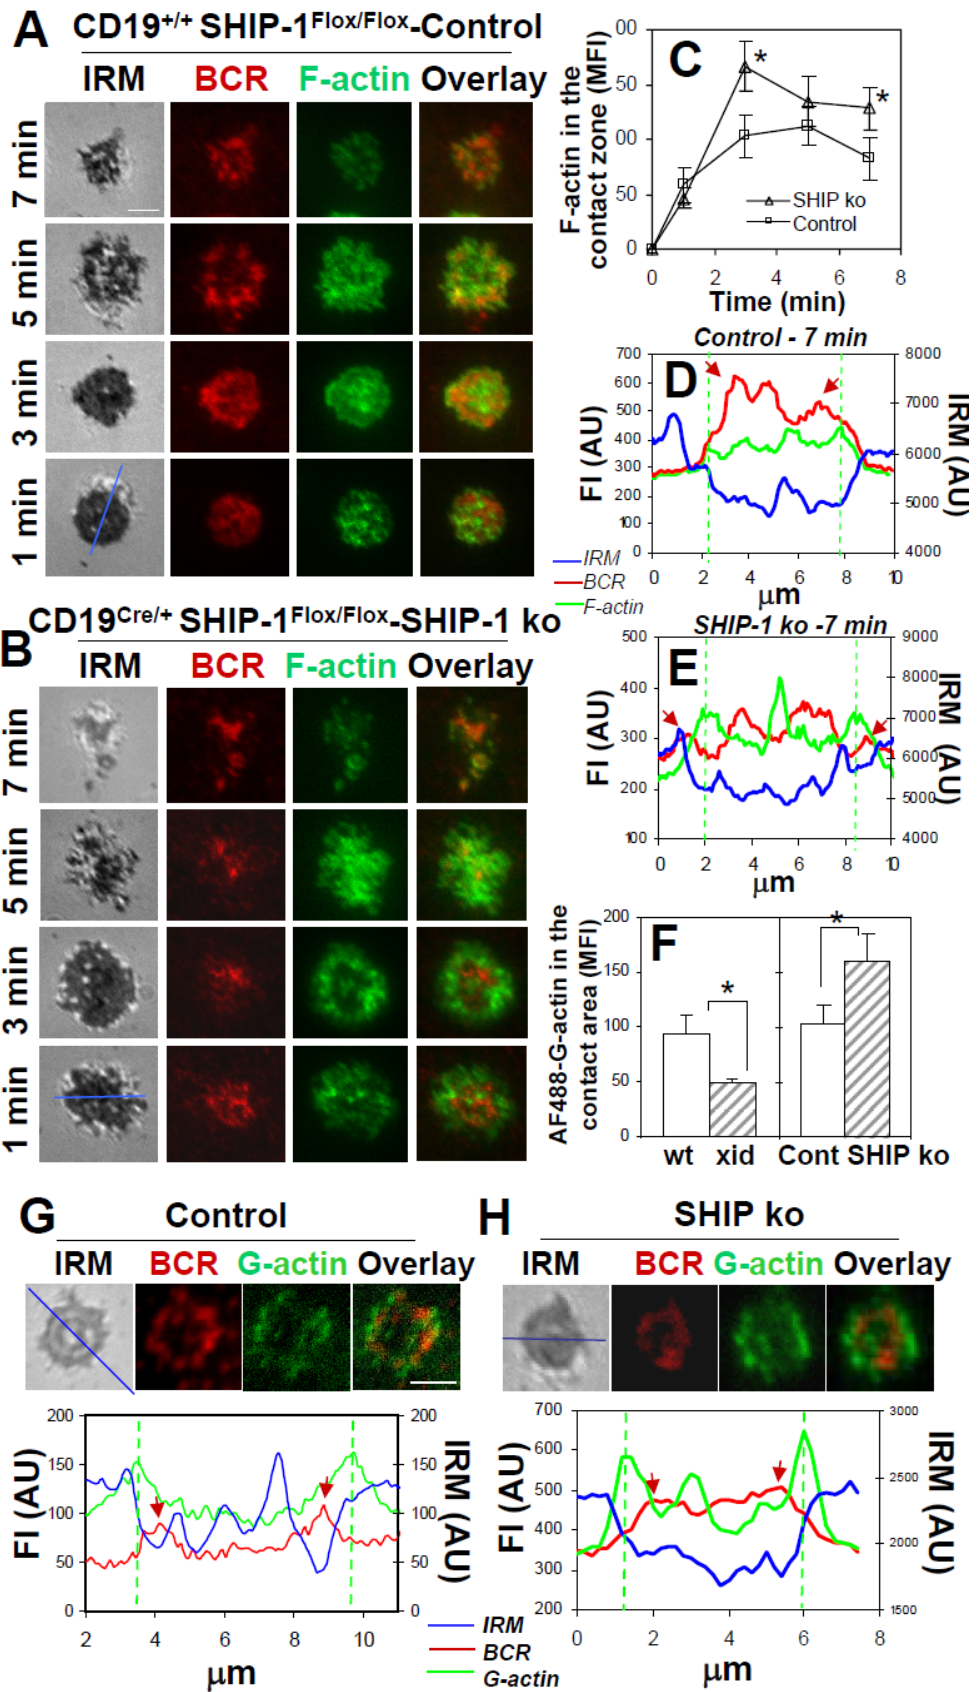 A CD19+/+ SHIP-1Flox/Flox-Control
IRM BCR F-actin Overlay
7 min
5 min
3 min
1 min
B CD19Cre/+ SHIP-1Flox/Flox-SHIP-1 ko
IRM BCR F-actin Overlay
7 min
5 min
3 min
1 min
C
F-actin in the
contact zone (MFI)
00
50
00
50
0
* *
SHIP ko
Control
0 2 4 6 8
Time (min)
Control - 7 min
D
FI (AU)
700
600
500
400
300
200
100
0
8000
7000
6000
5000
4000
IRM (AU)
0 2 4 6 8 10
μm
IRM
BCR
F-actin
SHIP-1 ko -7 min
E
FI (AU)
500
400
300
200
100
9000
8000
7000
6000
5000
4000
IRM (AU)
0 2 4 6 8 10
μm
F
AF488-G-actin in the
contact area (MFI)
200
150
100
50
0
* *
wt xid Cont SHIP ko
G Control
IRM BCR G-actin Overlay
FI (AU)
200
150
100
50
0
200
150
100
50
0
IRM (AU)
2 4 6 8 10
μm
IRM
BCR
G-actin
H SHIP ko
IRM BCR G-actin Overlay
FI (AU)
700
600
500
400
300
200
3000
2500
2000
1500
IRM (AU)
0 2 4 6 8
μm